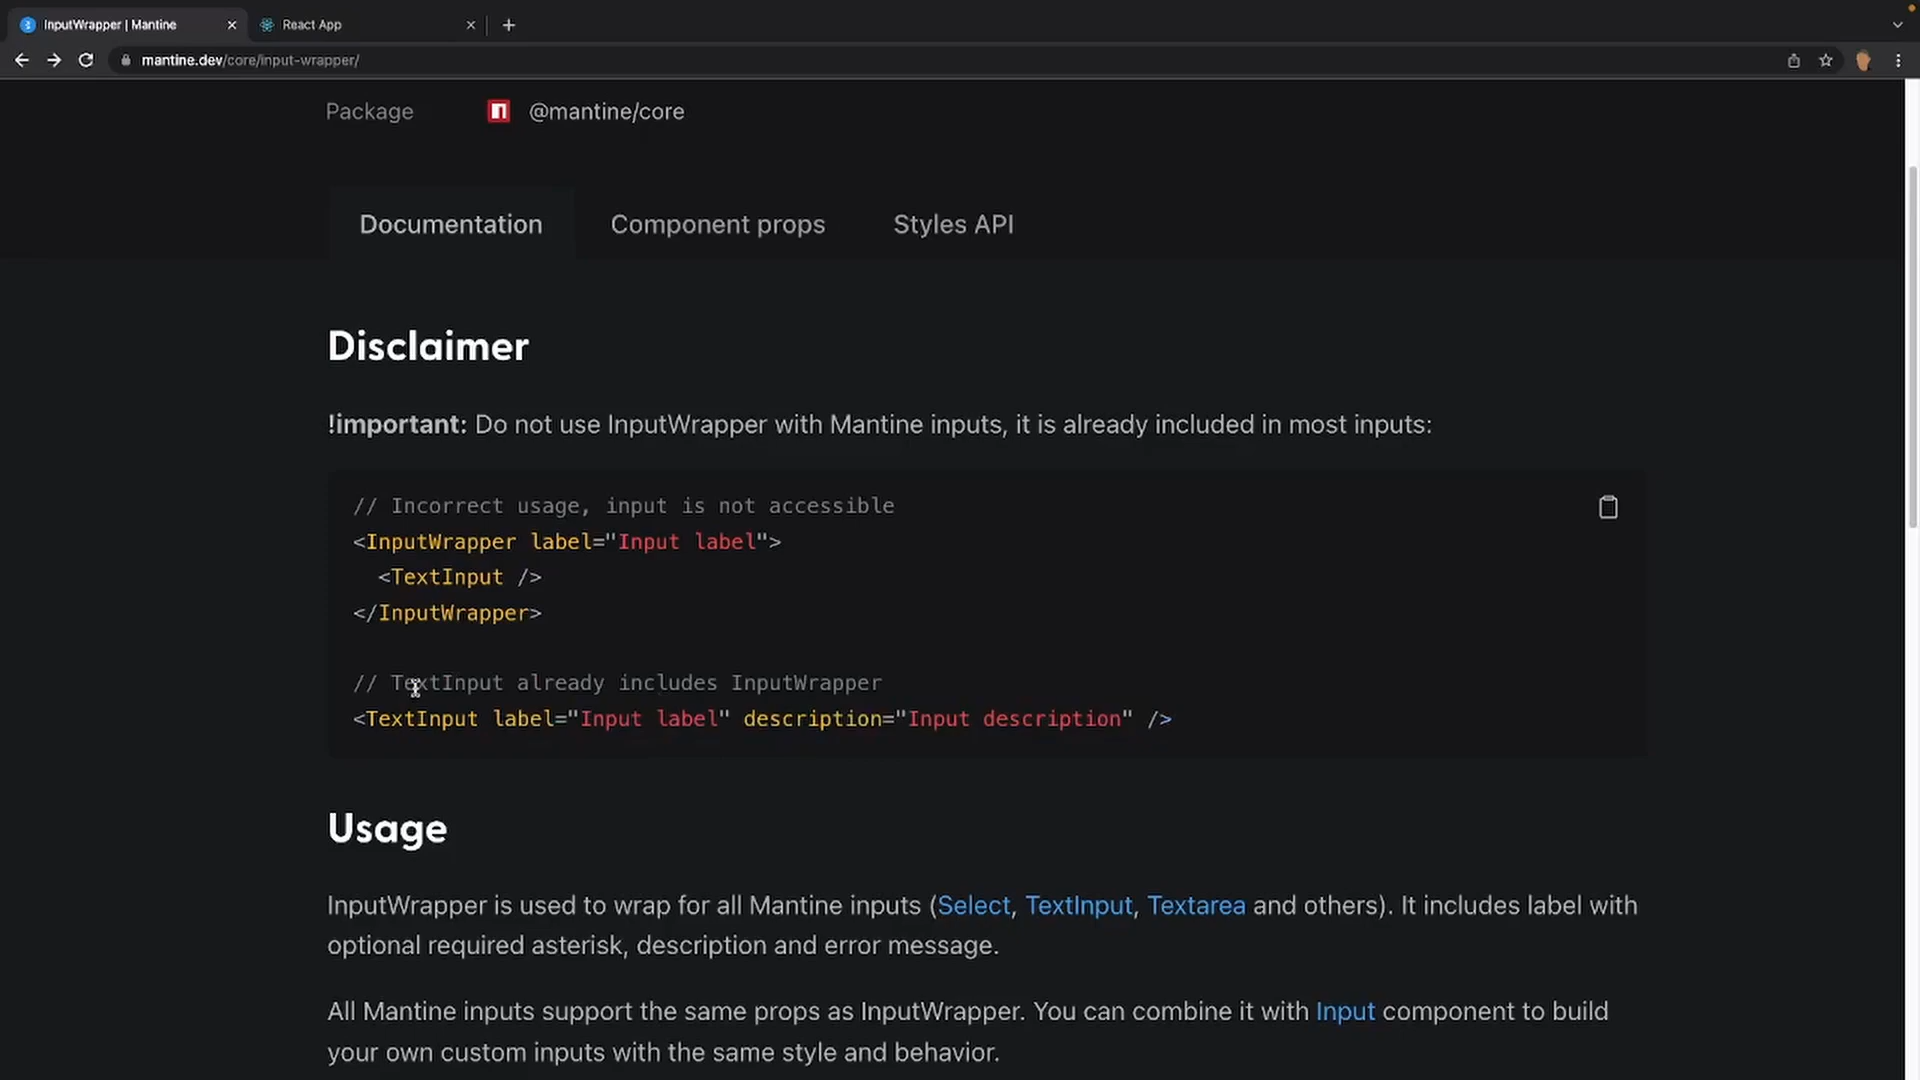 InputWrapper | Mantine
React App
mantine.dev/core/input-wrapper/
Package
@mantine/core
Documentation
Component props
Styles API
Disclaimer
!important: Do not use InputWrapper with Mantine inputs, it is already included in most inputs:
// Incorrect usage, input is not accessible
<InputWrapper label="Input label">
  <TextInput />
</InputWrapper>
// TextInput already includes InputWrapper
<TextInput label="Input label" description="Input description" />
Usage
InputWrapper is used to wrap for all Mantine inputs (Select, TextInput, Textarea and others). It includes label with
optional required asterisk, description and error message.
All Mantine inputs support the same props as InputWrapper. You can combine it with Input component to build
your own custom inputs with the same style and behavior.